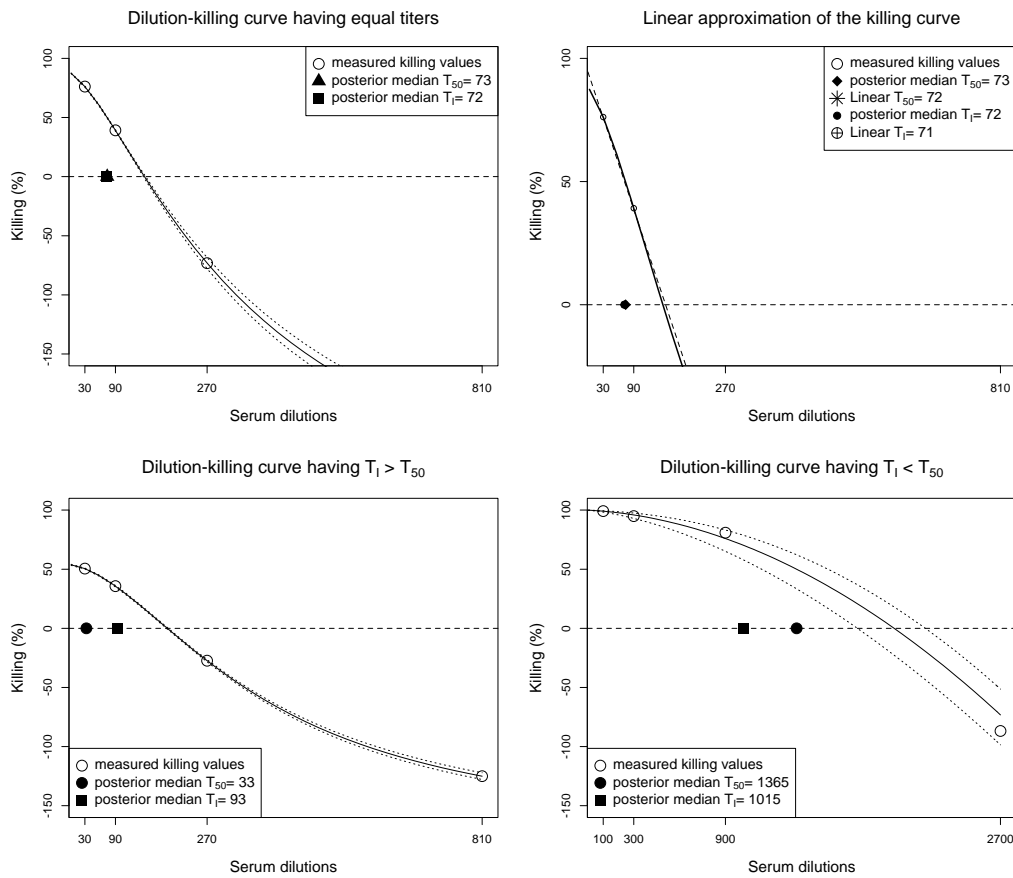 Dilution-killing curve having equal titers
100
50
0
-50
-100
-150
Killing (%)
measured killing values
posterior median T50= 73
posterior median TI= 72
30 90 270 810
Serum dilutions
Linear approximation of the killing curve
100
50
0
Killing (%)
measured killing values
posterior median T50= 73
Linear T50= 72
posterior median TI= 72
Linear TI= 71
30 90 270 810
Serum dilutions
Dilution-killing curve having TI > T50
100
50
0
-50
-100
-150
Killing (%)
measured killing values
posterior median T50= 33
posterior median TI= 93
30 90 270 810
Serum dilutions
Dilution-killing curve having TI < T50
100
50
0
-50
-100
-150
Killing (%)
measured killing values
posterior median T50= 1365
posterior median TI= 1015
100 300 900 2700
Serum dilutions